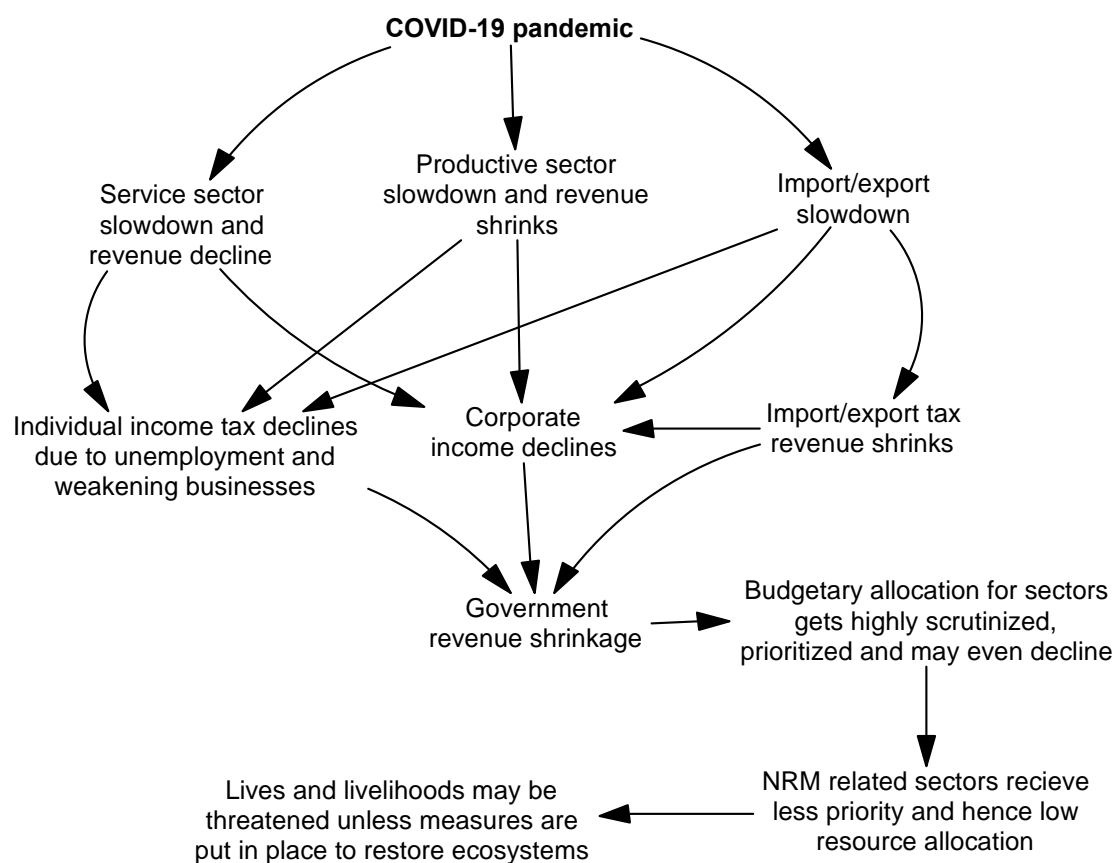 COVID-19 pandemic
Service sector
slowdown and
revenue decline
Productive sector
slowdown and revenue
shrinks
Import/export
slowdown
Individual income tax declines
due to unemployment and
weakening businesses
Corporate
income declines
Import/export tax
revenue shrinks
Government
revenue shrinkage
Budgetary allocation for sectors
gets highly scrutinized,
prioritized and may even decline
NRM related sectors recieve
less priority and hence low
resource allocation
Lives and livelihoods may be
threatened unless measures are
put in place to restore ecosystems